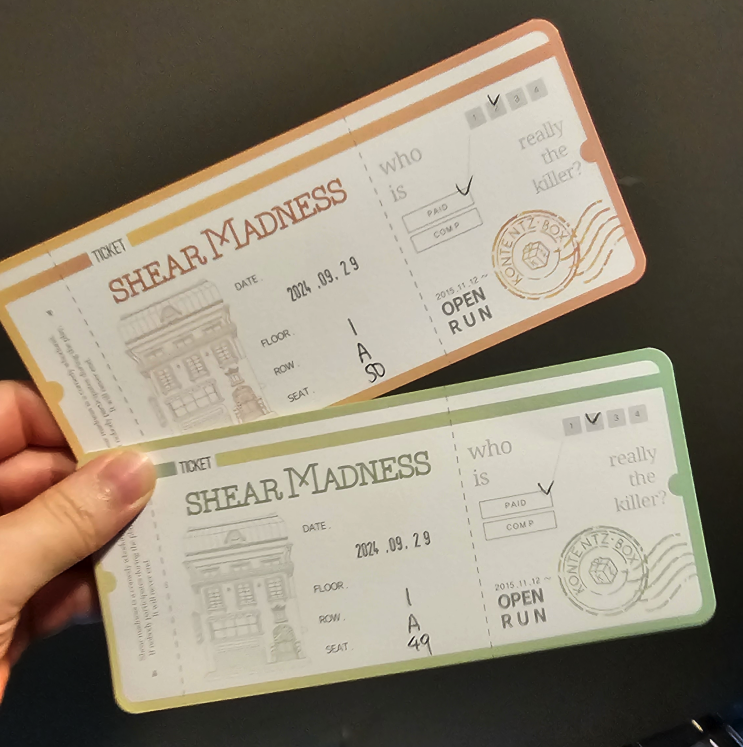 TICKET
SHEAR MADNESS
DATE.
2024.09.29
FLOOR.
1
ROW.
A
SEAT.
50
who
is
1 2 3 4
PAID
COMP
really
the
killer?
KONTENTZ BOX
2015.11.12~
OPEN
RUN
TICKET
SHEAR MADNESS
DATE.
2024.09.29
FLOOR.
1
ROW.
A
SEAT.
49
who
is
1 2 3 4
PAID
COMP
really
the
killer?
KONTENTZ BOX
2015.11.12~
OPEN
RUN